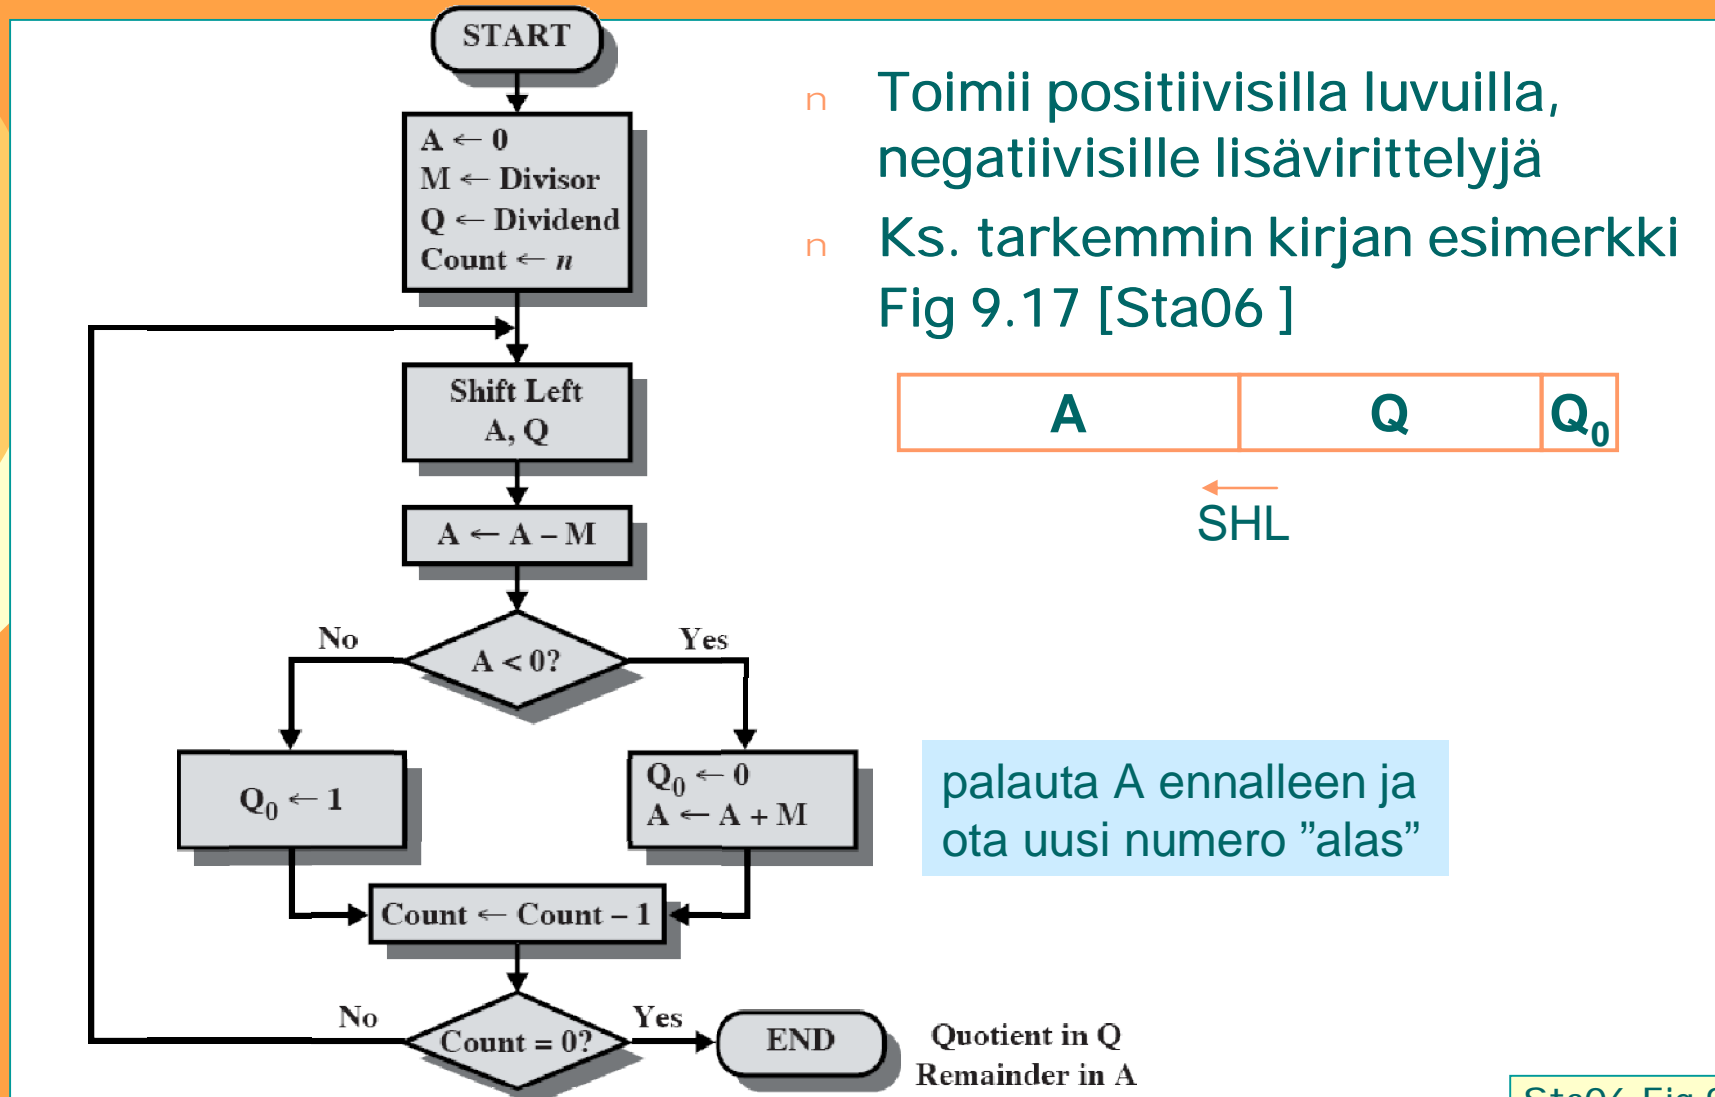 START
A ← 0
M ← Divisor
Q ← Dividend
Count ← n
Shift Left
A, Q
A ← A – M
No
A < 0?
Yes
Q₀ ← 1
Q₀ ← 0
A ← A + M
Count ← Count – 1
No
Count = 0?
Yes
END
Quotient in Q
Remainder in A
n Toimii positiivisilla luvuilla,
negatiivisille lisävirittelyjä
n Ks. tarkemmin kirjan esimerkki
Fig 9.17 [Sta06 ]
A Q Q₀
SHL
palauta A ennalleen ja
ota uusi numero ”alas”